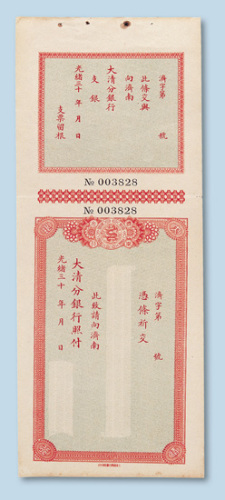 濟字第　號
此條交與
向濟南
大清分銀行
支銀
光緒三十　年　月　日
支票留根
№ 003828
№ 003828
濟字第　號
憑條祈交
此致請向濟南
大清分銀行照付
光緒三十　年　月　日